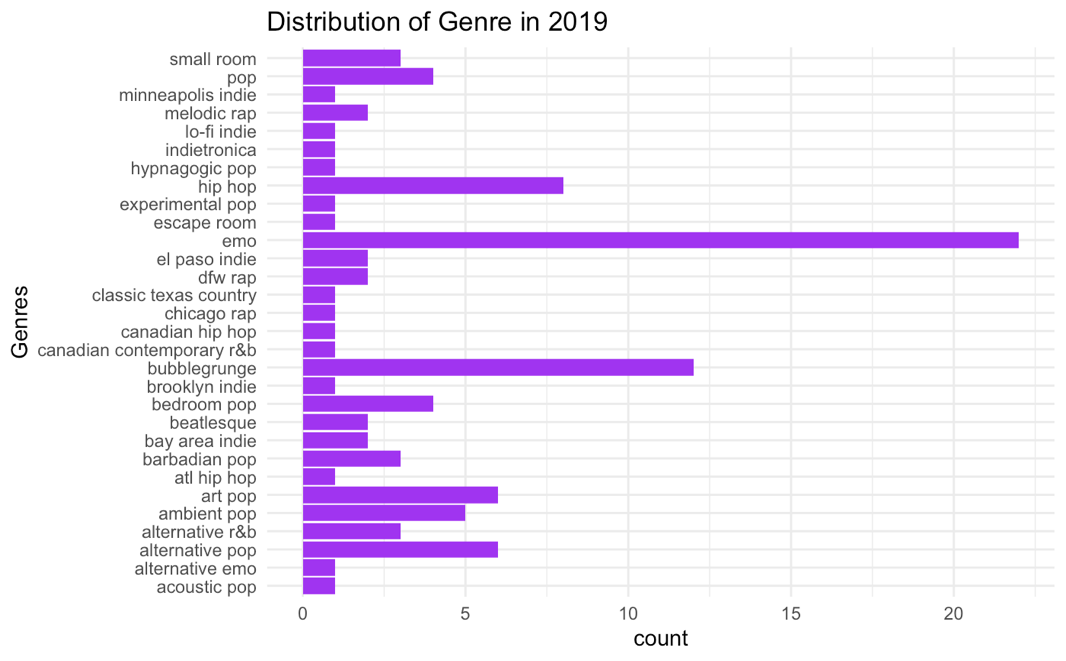 Distribution of Genre in 2019
Genres
small room
pop
minneapolis indie
melodic rap
lo-fi indie
indietronica
hypnagogic pop
hip hop
experimental pop
escape room
emo
el paso indie
dfw rap
classic texas country
chicago rap
canadian hip hop
canadian contemporary r&b
bubblegrunge
brooklyn indie
bedroom pop
beatlesque
bay area indie
barbadian pop
atl hip hop
art pop
ambient pop
alternative r&b
alternative pop
alternative emo
acoustic pop
0 5 10 15 20
count